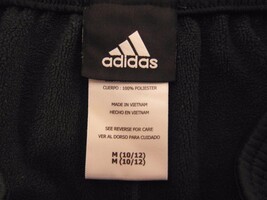 adidas
CUERPO: 100% POLIESTER
MADE IN VIETNAM
HECHO EN VIETNAM
SEE REVERSE FOR CARE
VER AL DORSO PARA CUIDADO
M (10/12)
M (10/12)